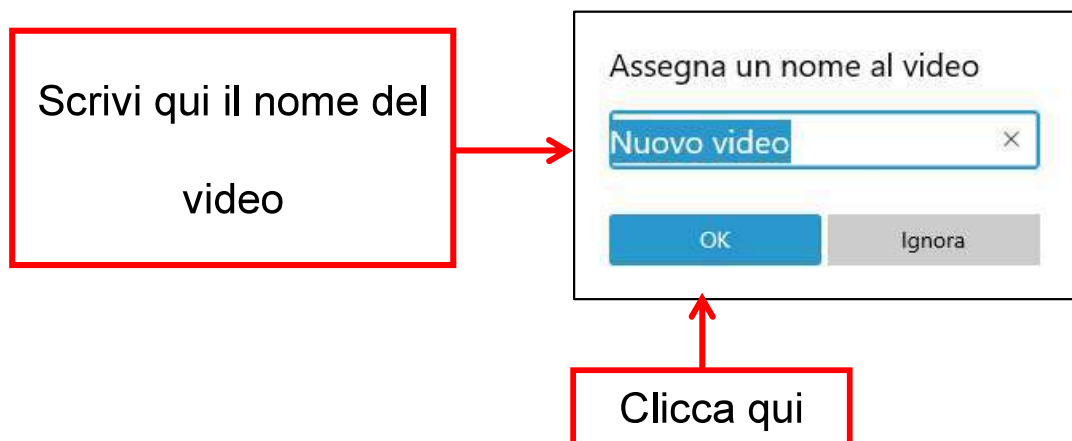 Scrivi qui il nome del
video
Assegna un nome al video
Nuovo video
OK
Ignora
Clicca qui